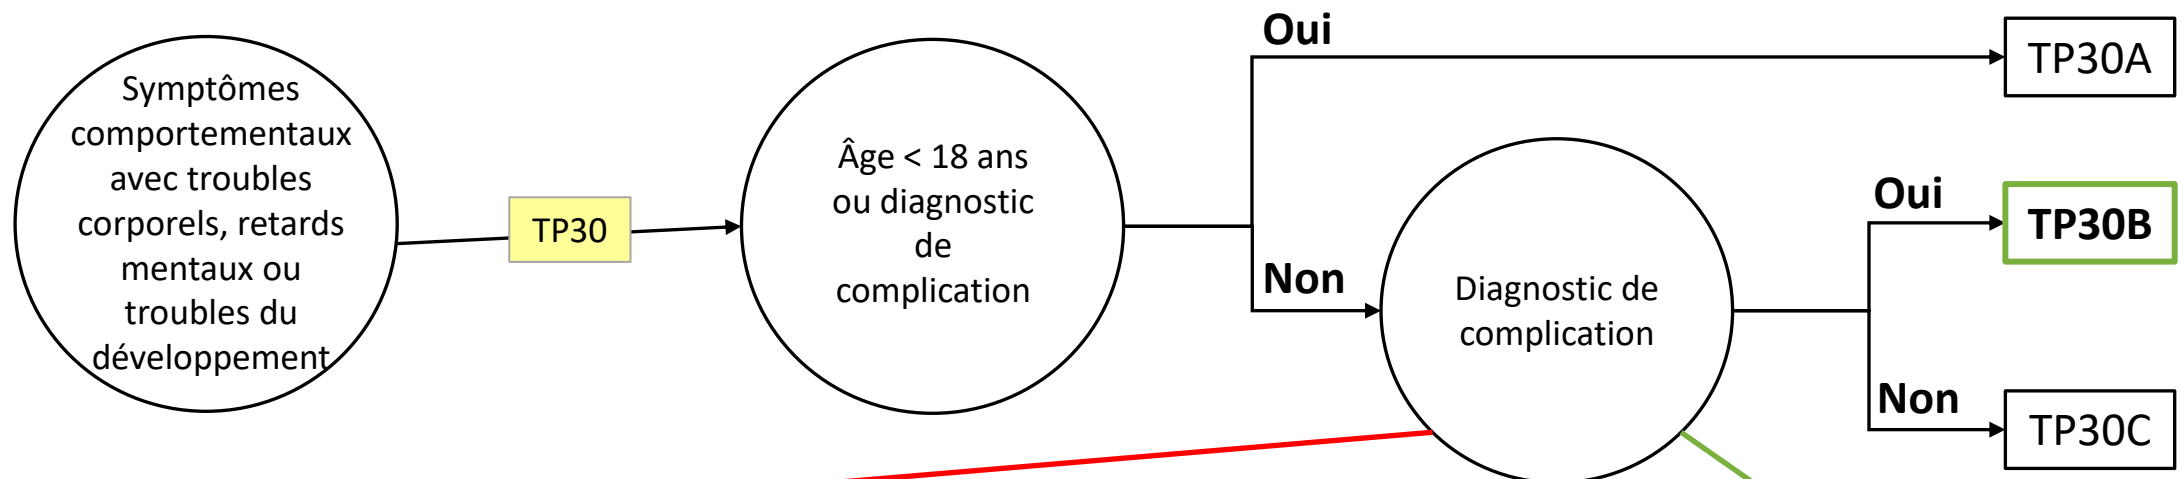 Symptômes
comportementaux
avec troubles
corporels, retards
mentaux ou
troubles du
développement
TP30
Âge < 18 ans
ou diagnostic
de
complication
Oui
TP30A
Non
Diagnostic de
complication
Oui
TP30B
Non
TP30C